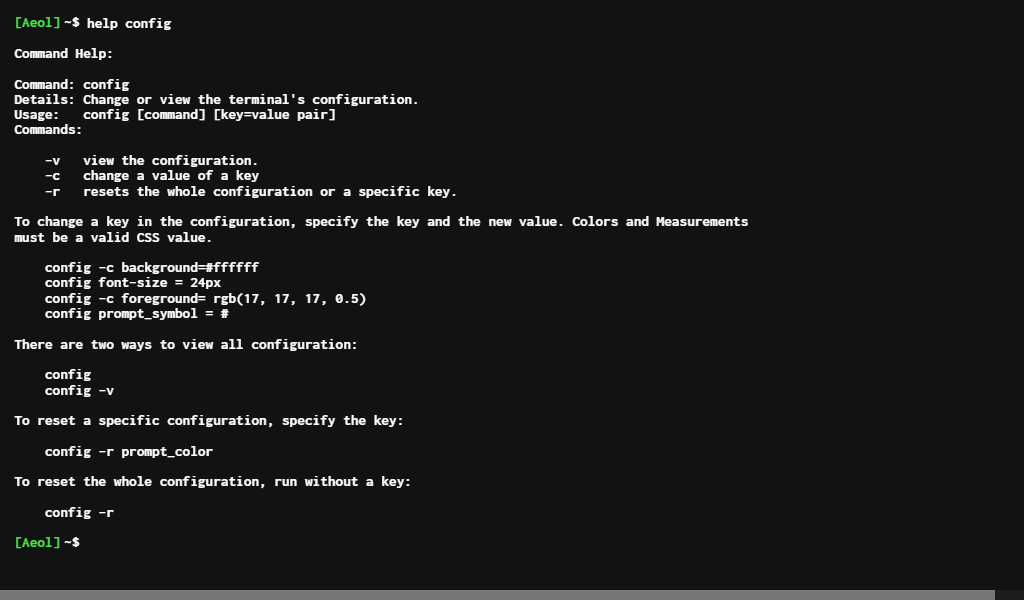 [Aeol] ~$ help config
Command Help:
Command: config
Details: Change or view the terminal's configuration.
Usage:   config [command] [key=value pair]
Commands:
    -v   view the configuration.
    -c   change a value of a key
    -r   resets the whole configuration or a specific key.
To change a key in the configuration, specify the key and the new value. Colors and Measurements
must be a valid CSS value.
    config -c background=#ffffff
    config font-size = 24px
    config -c foreground= rgb(17, 17, 17, 0.5)
    config prompt_symbol = #
There are two ways to view all configuration:
    config
    config -v
To reset a specific configuration, specify the key:
    config -r prompt_color
To reset the whole configuration, run without a key:
    config -r
[Aeol] ~$